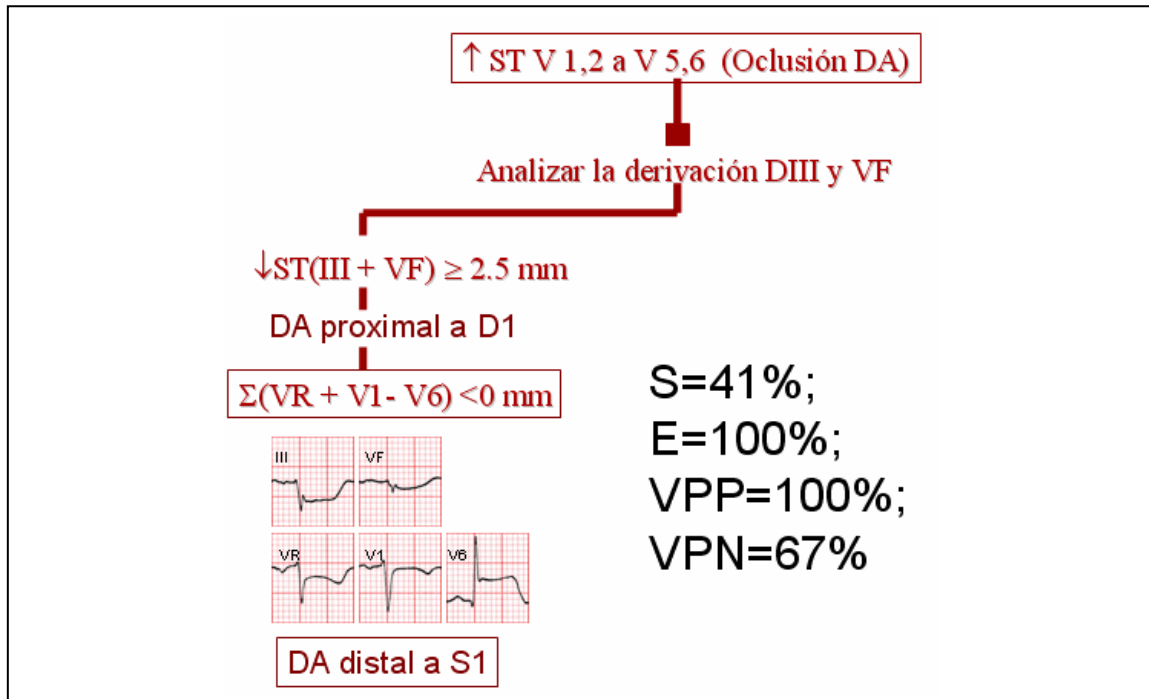 ↑ ST V 1,2 a V 5,6 (Oclusión DA)
Analizar la derivación DIII y VF
↓ST(III + VF) ≥ 2.5 mm
DA proximal a D1
Σ(VR + V1- V6) <0 mm
III
VF
VR
V1
V6
DA distal a S1
S=41%;
E=100%;
VPP=100%;
VPN=67%